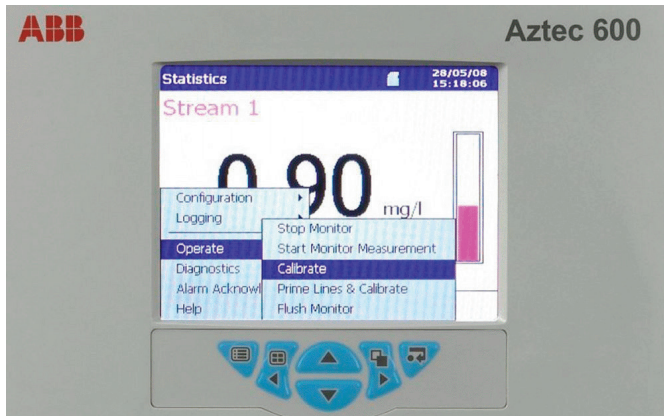 ABB
Aztec 600
Statistics
28/05/08
15:18:06
Stream 1
0.90
mg/l
Configuration
Logging
Operate
Diagnostics
Alarm Acknowl
Help
Stop Monitor
Start Monitor Measurement
Calibrate
Prime Lines & Calibrate
Flush Monitor